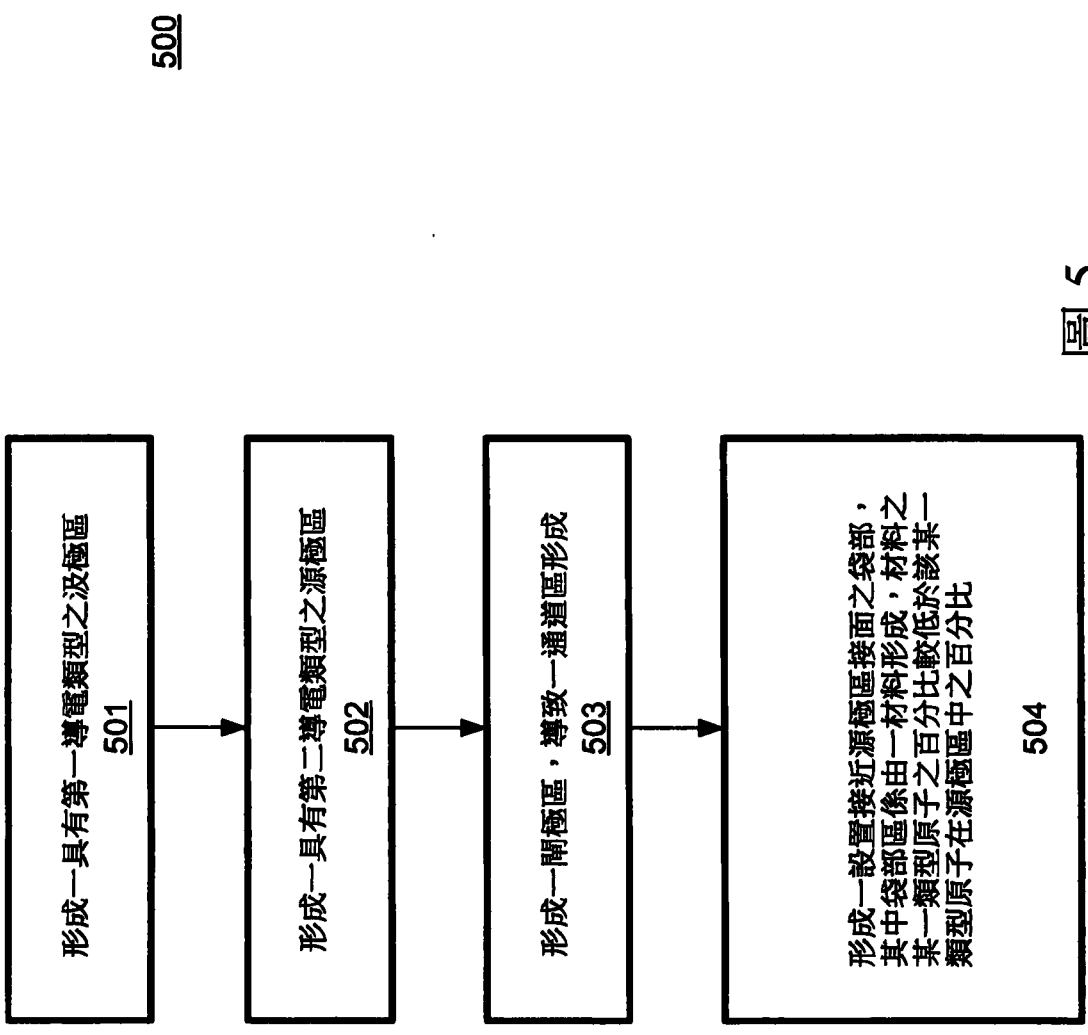 500
形成一具有第一導電類型之汲極區
501
形成一具有第二導電類型之源極區
502
形成一閘極區，導致一通道區形成
503
形成一設置接近源極區接面之袋部，
其中袋部區係由一材料形成，材料之
某一類型原子之百分比較低於該某一
類型原子在源極區中之百分比
504
圖 5